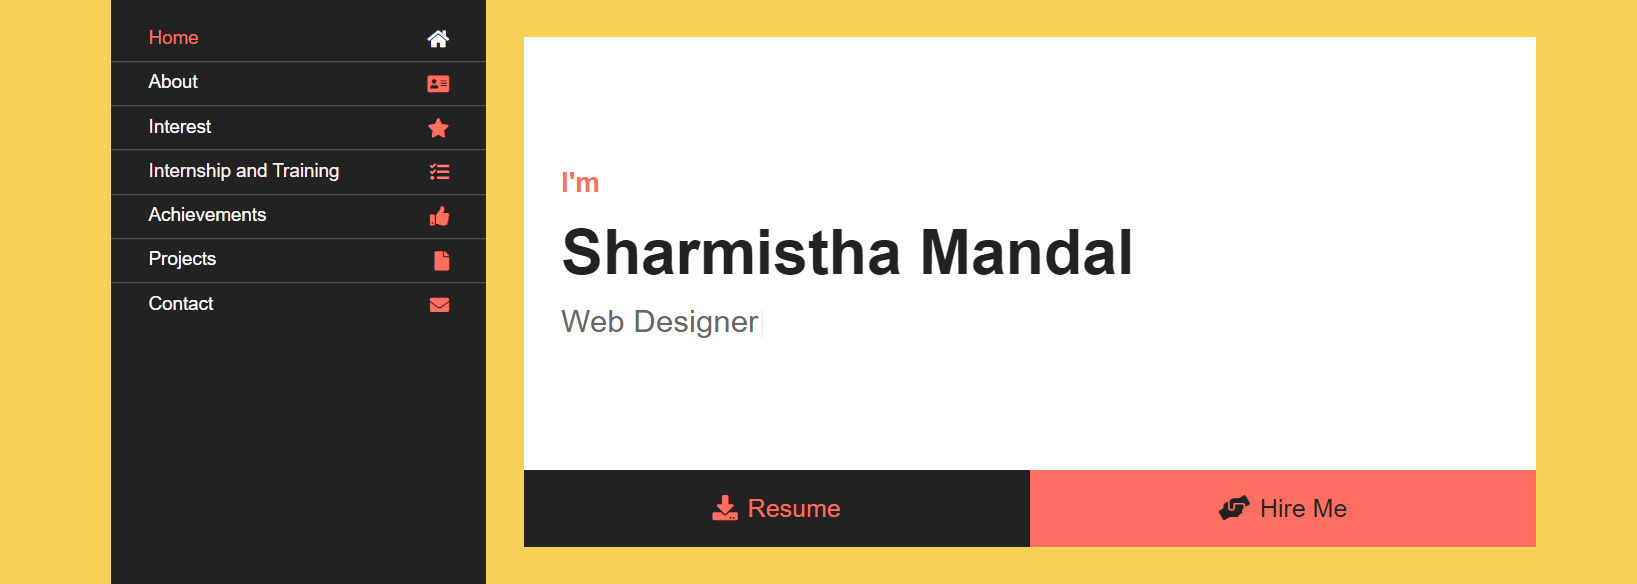 Home
About
Interest
Internship and Training
Achievements
Projects
Contact
I'm
Sharmistha Mandal
Web Designer
Resume
Hire Me